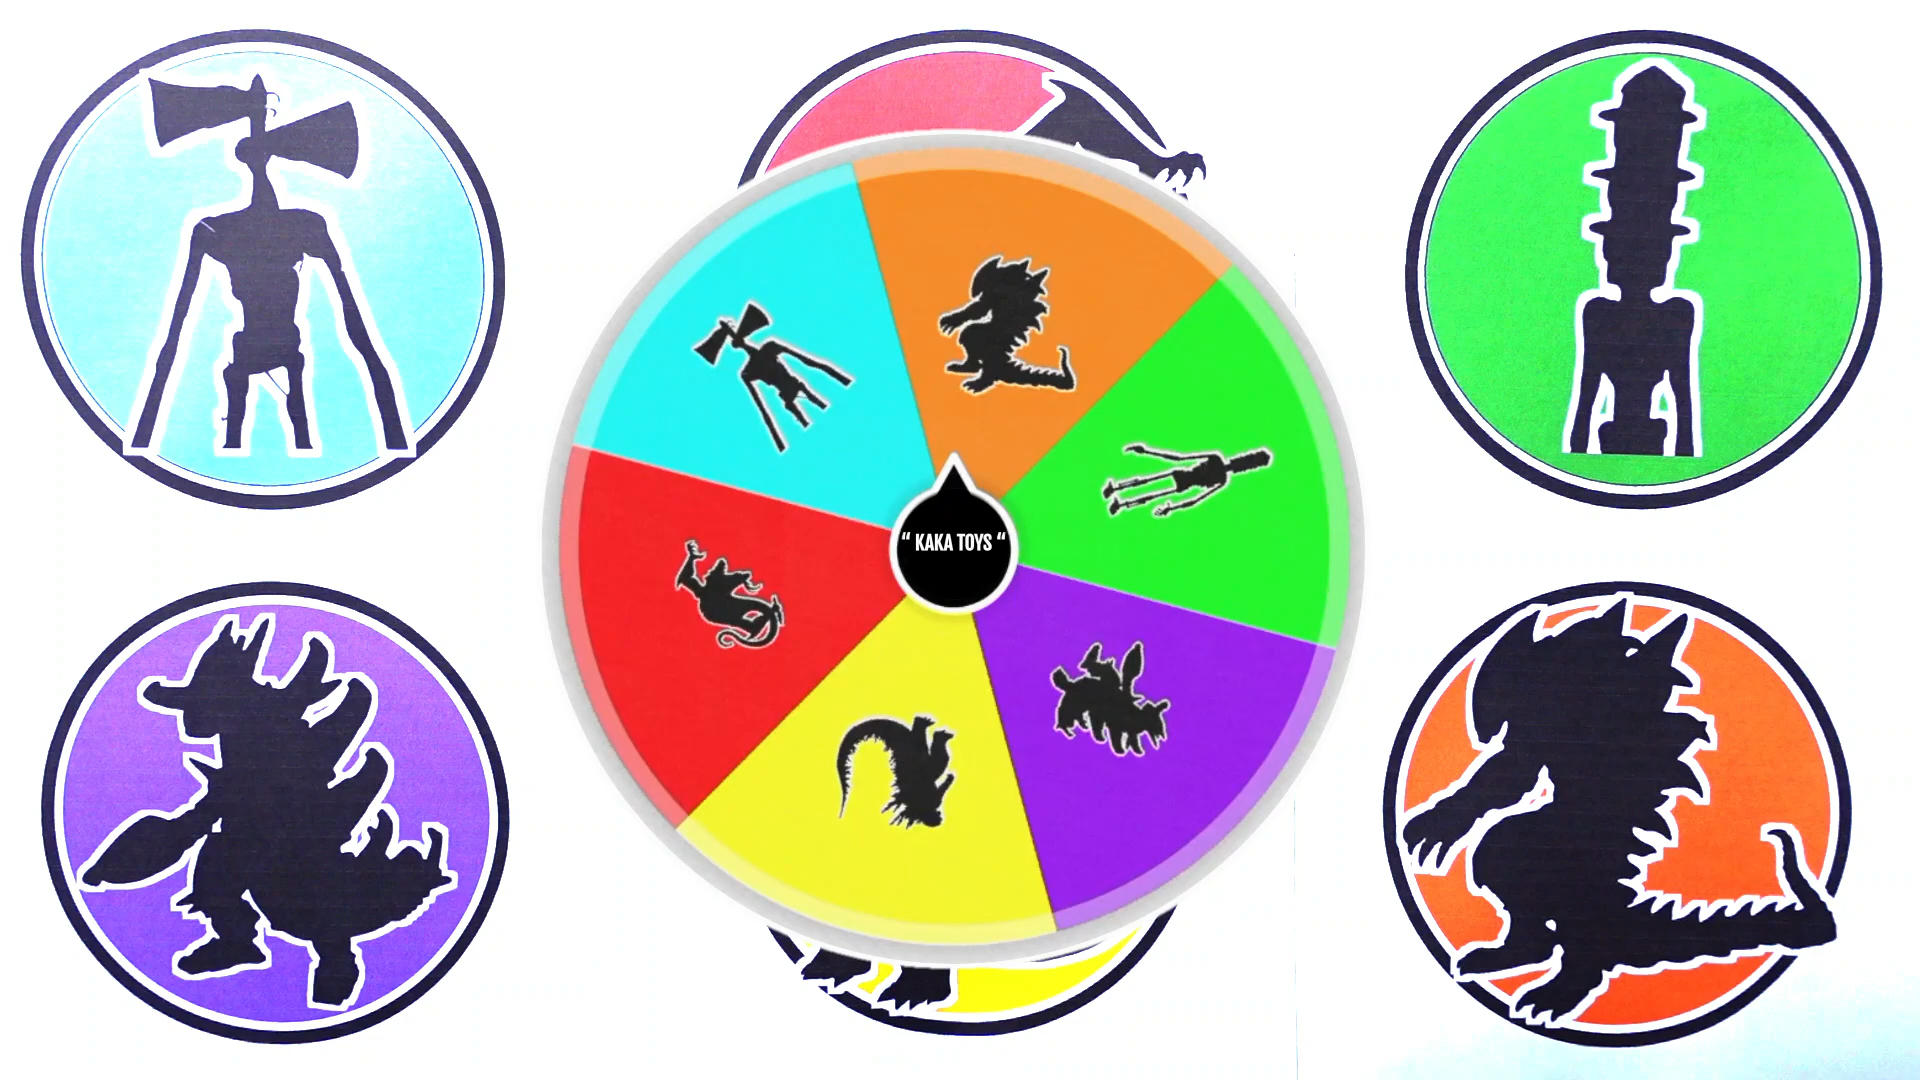 “ KAKA TOYS “